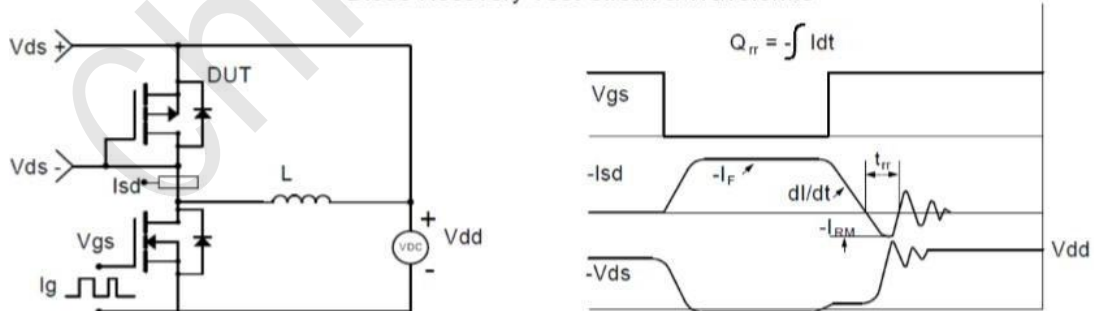 Vds +
DUT
Vds -
Isd
L
+
VDC
Vdd
-
Vgs
Ig
Qrr = -∫ Idt
Vgs
-Isd
-IF
dI/dt
trr
-IRM
-Vds
Vdd